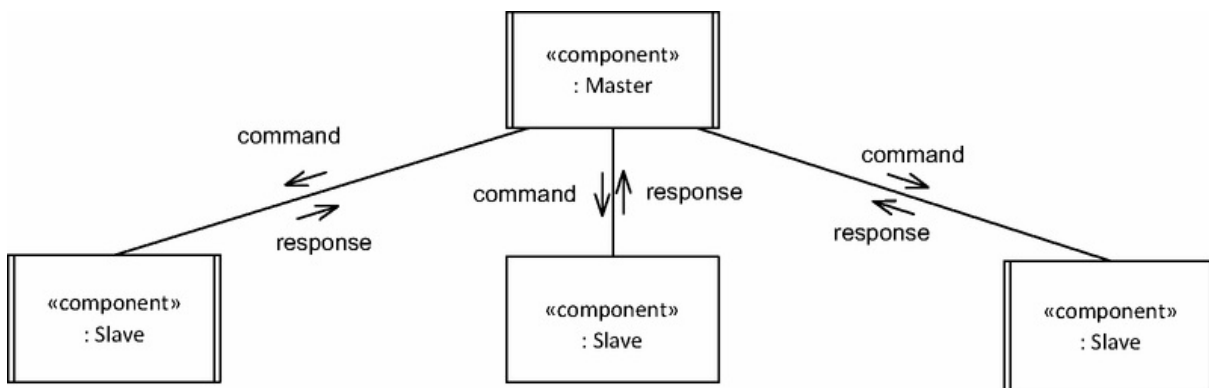 «component»
: Master
command
command
command
response
response
response
«component»
: Slave
«component»
: Slave
«component»
: Slave